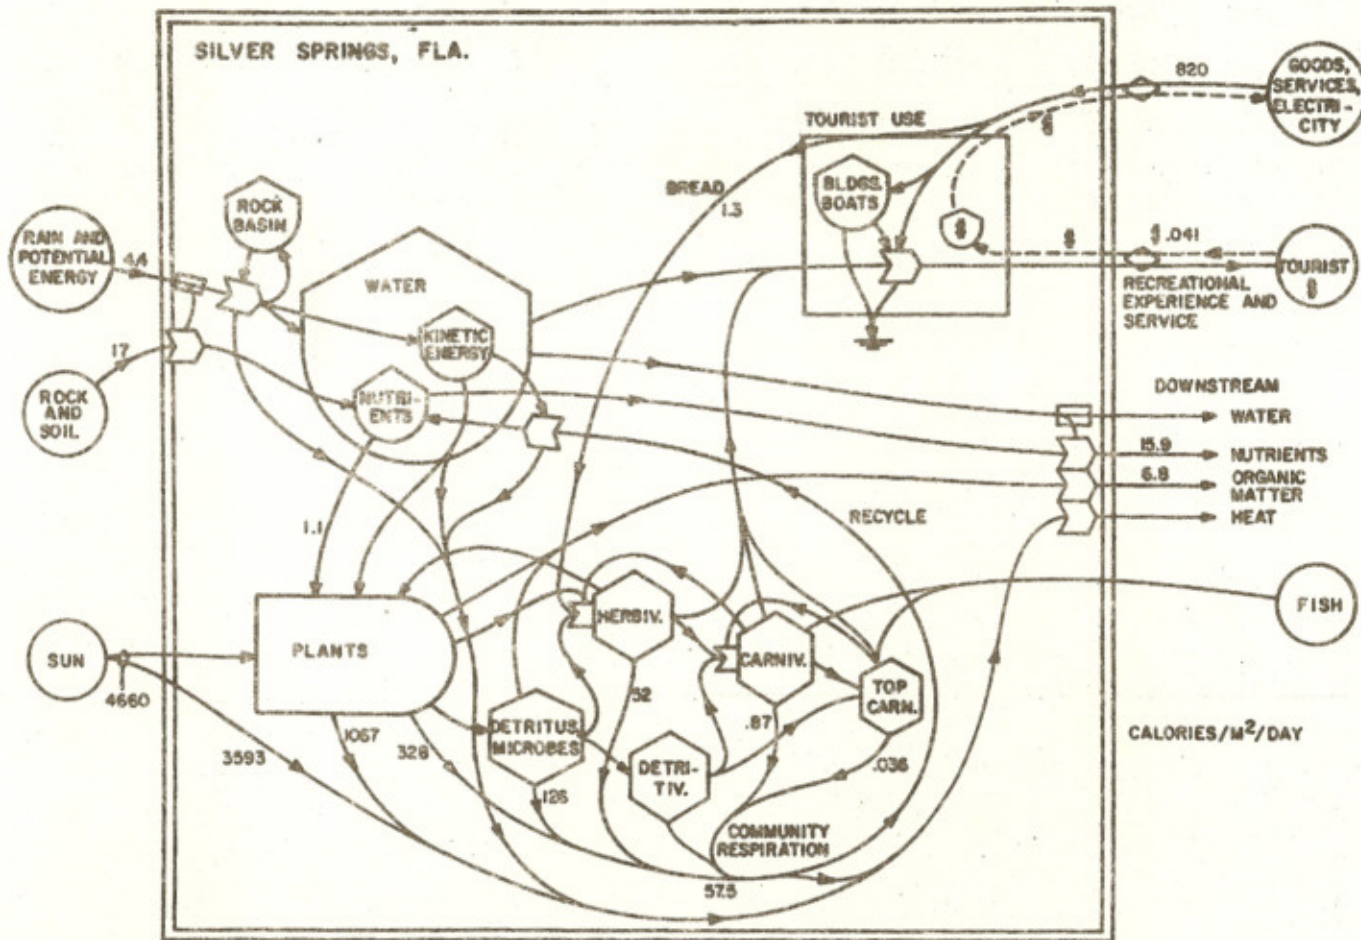 SILVER SPRINGS, FLA.
820
GOODS,
SERVICES,
ELECTRI-
CITY
TOURIST USE
$
BREAD
1.3
BLDGS.
BOATS
ROCK
BASIN
RAIN AND
POTENTIAL
ENERGY
4.4
WATER
$
$
$ .041
TOURIST
$
RECREATIONAL
EXPERIENCE AND
SERVICE
KINETIC
ENERGY
17
ROCK
AND
SOIL
NUTRI-
ENTS
DOWNSTREAM
WATER
15.9
NUTRIENTS
6.8
ORGANIC
MATTER
HEAT
RECYCLE
1.1
HERBIV.
FISH
SUN
PLANTS
CARNIV.
4660
TOP
CARN.
52
DETRITUS
MICROBES
.87
CALORIES/M²/DAY
1067
328
3593
DETRI-
TIV.
.036
COMMUNITY
RESPIRATION
57.5